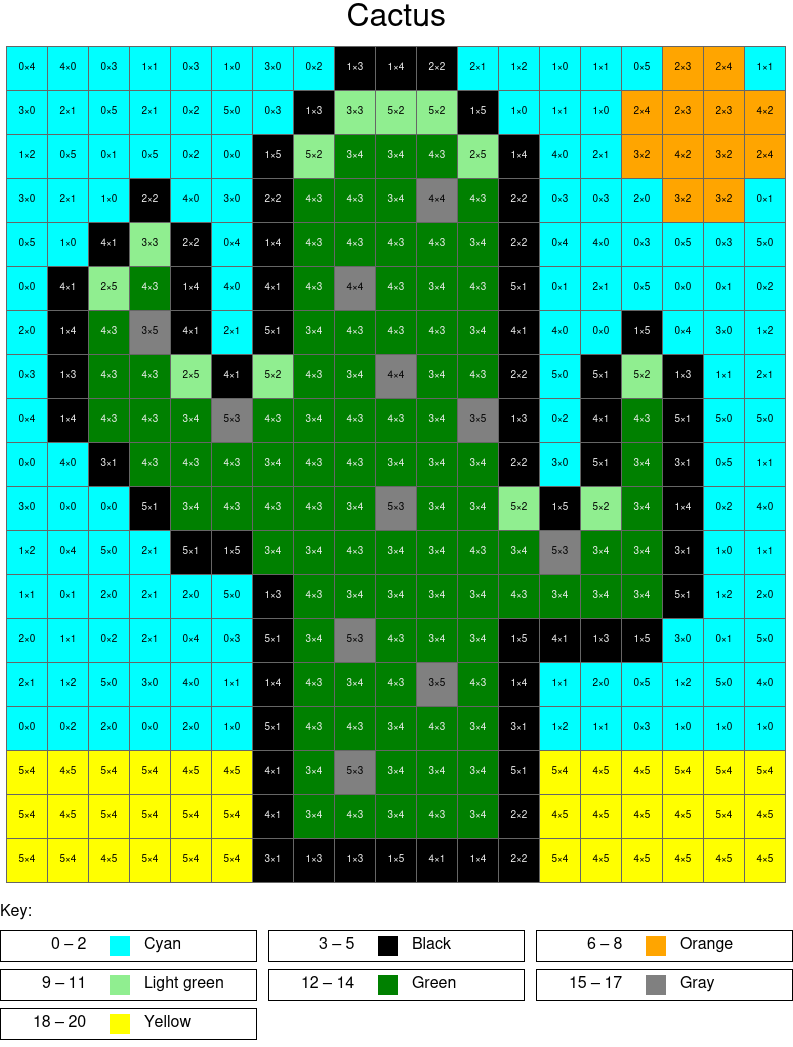 Cactus
0×4 4×0 0×3 1×1 0×3 1×0 3×0 0×2 1×3 1×4 2×2 2×1 1×2 1×0 1×1 0×5 2×3 2×4 1×1
3×0 2×1 0×5 2×1 0×2 5×0 0×3 1×3 3×3 5×2 5×2 1×5 1×0 1×1 1×0 2×4 2×3 2×3 4×2
1×2 0×5 0×1 0×5 0×2 0×0 1×5 5×2 3×4 3×4 4×3 2×5 1×4 4×0 2×1 3×2 4×2 3×2 2×4
3×0 2×1 1×0 2×2 4×0 3×0 2×2 4×3 4×3 3×4 4×4 4×3 2×2 0×3 0×3 2×0 3×2 3×2 0×1
0×5 1×0 4×1 3×3 2×2 0×4 1×4 4×3 4×3 4×3 4×3 3×4 2×2 0×4 4×0 0×3 0×5 0×3 5×0
0×0 4×1 2×5 4×3 1×4 4×0 4×1 4×3 4×4 4×3 3×4 4×3 5×1 0×1 2×1 0×5 0×0 0×1 0×2
2×0 1×4 4×3 3×5 4×1 2×1 5×1 3×4 4×3 4×3 4×3 4×3 4×1 4×0 0×0 1×5 0×4 3×0 1×2
0×3 1×3 4×3 4×3 2×5 4×1 5×2 4×3 3×4 4×4 3×4 4×3 2×2 5×0 5×1 5×2 1×3 1×1 2×1
0×4 1×4 4×3 4×3 3×4 5×3 4×3 3×4 3×4 4×3 4×3 3×5 1×3 0×2 4×1 4×3 5×1 5×0 5×0
0×0 4×0 3×1 4×3 4×3 4×3 3×4 3×4 4×3 4×3 3×4 3×4 2×2 3×0 5×1 3×4 3×1 0×5 1×1
3×0 0×0 0×0 5×1 3×4 4×3 4×3 4×3 3×4 5×3 3×4 3×4 5×2 1×5 5×2 3×4 1×4 0×2 4×0
1×2 0×4 5×0 2×1 5×1 1×5 3×4 3×4 4×3 4×3 4×3 4×3 3×4 5×3 3×4 3×4 3×1 1×0 1×1
1×1 0×1 2×0 2×1 2×0 5×0 1×3 4×3 3×4 3×4 3×4 3×4 4×3 3×4 3×4 3×4 5×1 1×2 2×0
2×0 1×1 0×2 2×1 0×4 0×3 5×1 3×4 5×3 4×3 3×4 3×4 1×5 4×1 1×3 1×5 3×0 0×1 5×0
2×1 1×2 5×0 3×0 4×0 1×1 1×4 4×3 3×4 4×3 3×5 4×3 1×4 1×1 2×0 0×5 1×2 5×0 4×0
0×0 0×2 2×0 0×0 2×0 1×0 5×1 4×3 4×3 3×4 4×3 3×4 3×1 1×2 1×1 0×3 1×0 1×0 1×0
5×4 4×5 5×4 5×4 4×5 4×5 4×1 3×4 5×3 3×4 3×4 3×4 5×1 5×4 4×5 4×5 5×4 5×4 5×4
5×4 4×5 5×4 5×4 5×4 5×4 4×1 3×4 4×3 3×4 4×3 3×4 2×2 4×5 4×5 4×5 4×5 5×4 4×5
5×4 5×4 4×5 4×5 5×4 5×4 3×1 1×3 1×3 1×5 4×1 1×4 2×2 5×4 4×5 5×4 4×5 4×5 4×5
Key:
0 – 2 Cyan 3 – 5 Black 6 – 8 Orange
9 – 11 Light green 12 – 14 Green 15 – 17 Gray
18 – 20 Yellow